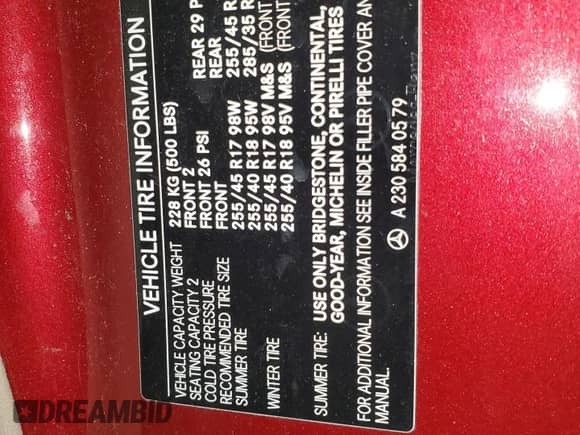 VEHICLE TIRE INFORMATION
VEHICLE CAPACITY WEIGHT 228 KG (500 LBS)
SEATING CAPACITY 2 FRONT 2
COLD TIRE PRESSURE FRONT 26 PSI REAR 29 P
RECOMMENDED TIRE SIZE FRONT REAR
SUMMER TIRE 255/45 R17 98W 255/45 R
255/40 R18 95W 285/35 R
WINTER TIRE 255/45 R17 98V M&S (FRONT
255/40 R18 95V M&S (FRONT
SUMMER TIRE: USE ONLY BRIDGESTONE, CONTINENTAL,
GOOD-YEAR, MICHELIN OR PIRELLI TIRES
FOR ADDITIONAL INFORMATION SEE INSIDE FILLER PIPE COVER AN
MANUAL.
A 230 584 05 79
DREAMBID